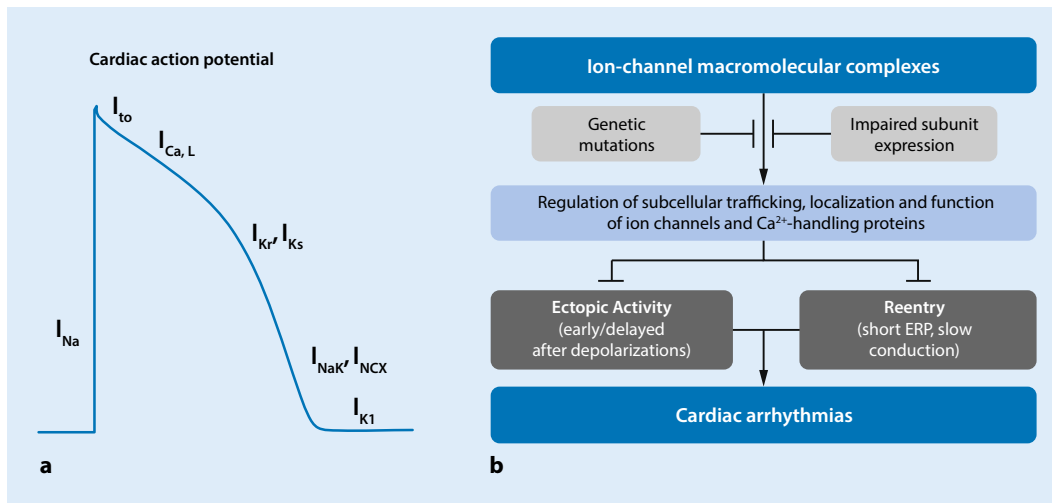 Cardiac action potential
Ito
ICa, L
IKr, IKs
INa
INaK, INCX
IK1
a
Ion-channel macromolecular complexes
Genetic
mutations
Impaired subunit
expression
Regulation of subcellular trafficking, localization and function
of ion channels and Ca2+-handling proteins
Ectopic Activity
(early/delayed
after depolarizations)
Reentry
(short ERP, slow
conduction)
Cardiac arrhythmias
b